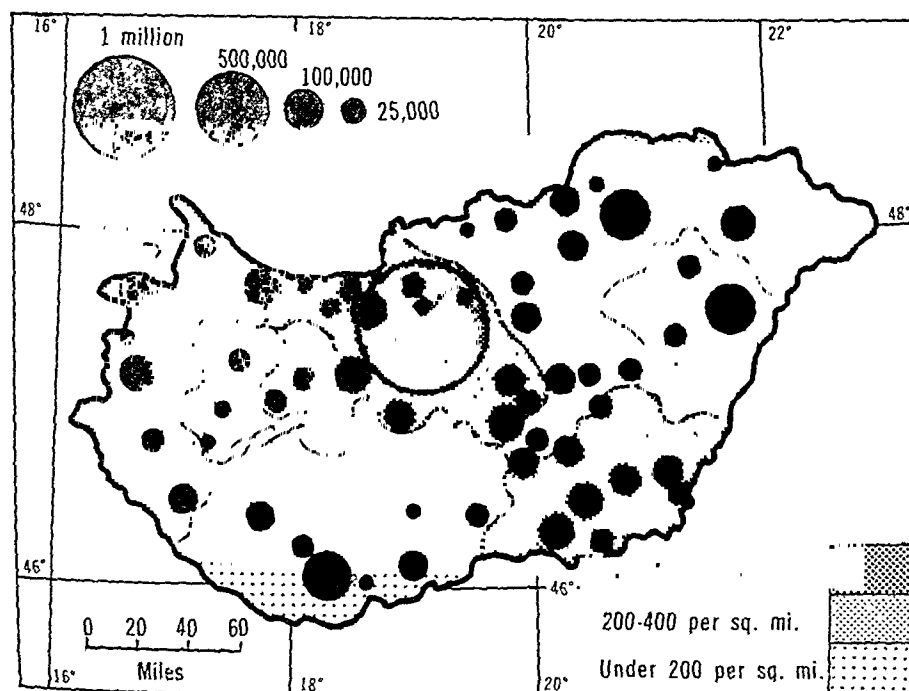 16° 18° 20° 22°
1 million
500,000
100,000
25,000
48° 48°
46° 46°
0 20 40 60
Miles
200-400 per sq. mi.
Under 200 per sq. mi.
16° 18° 20°